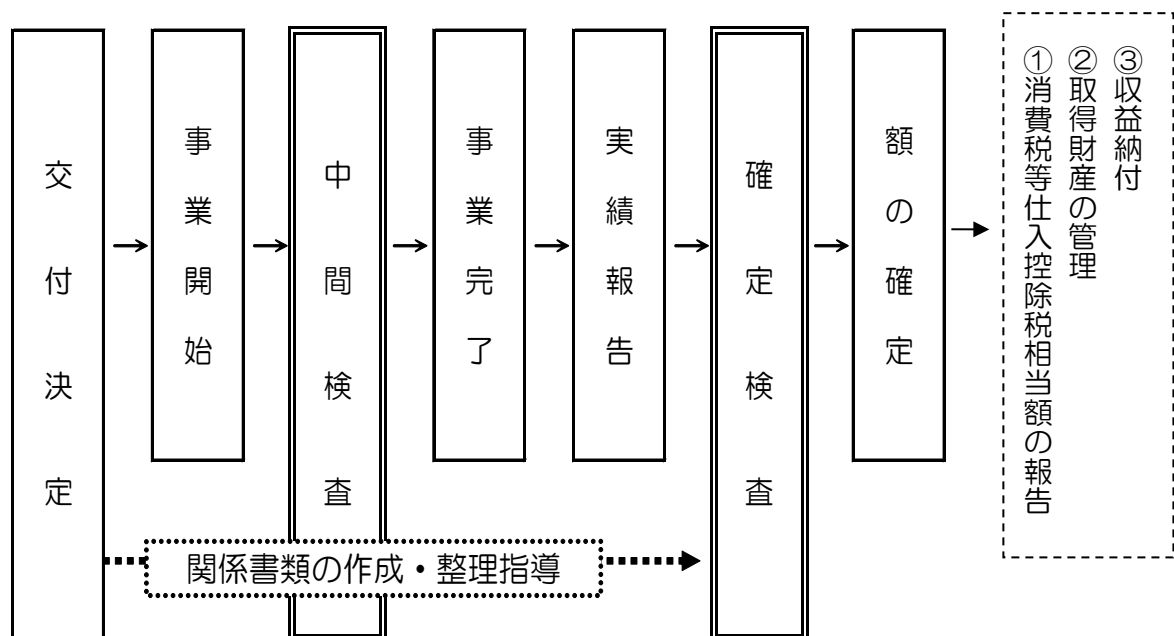 交付決定
事業開始
中間検査
事業完了
実績報告
確定検査
額の確定
①消費税等仕入控除税相当額の報告
②取得財産の管理
③収益納付
関係書類の作成・整理指導